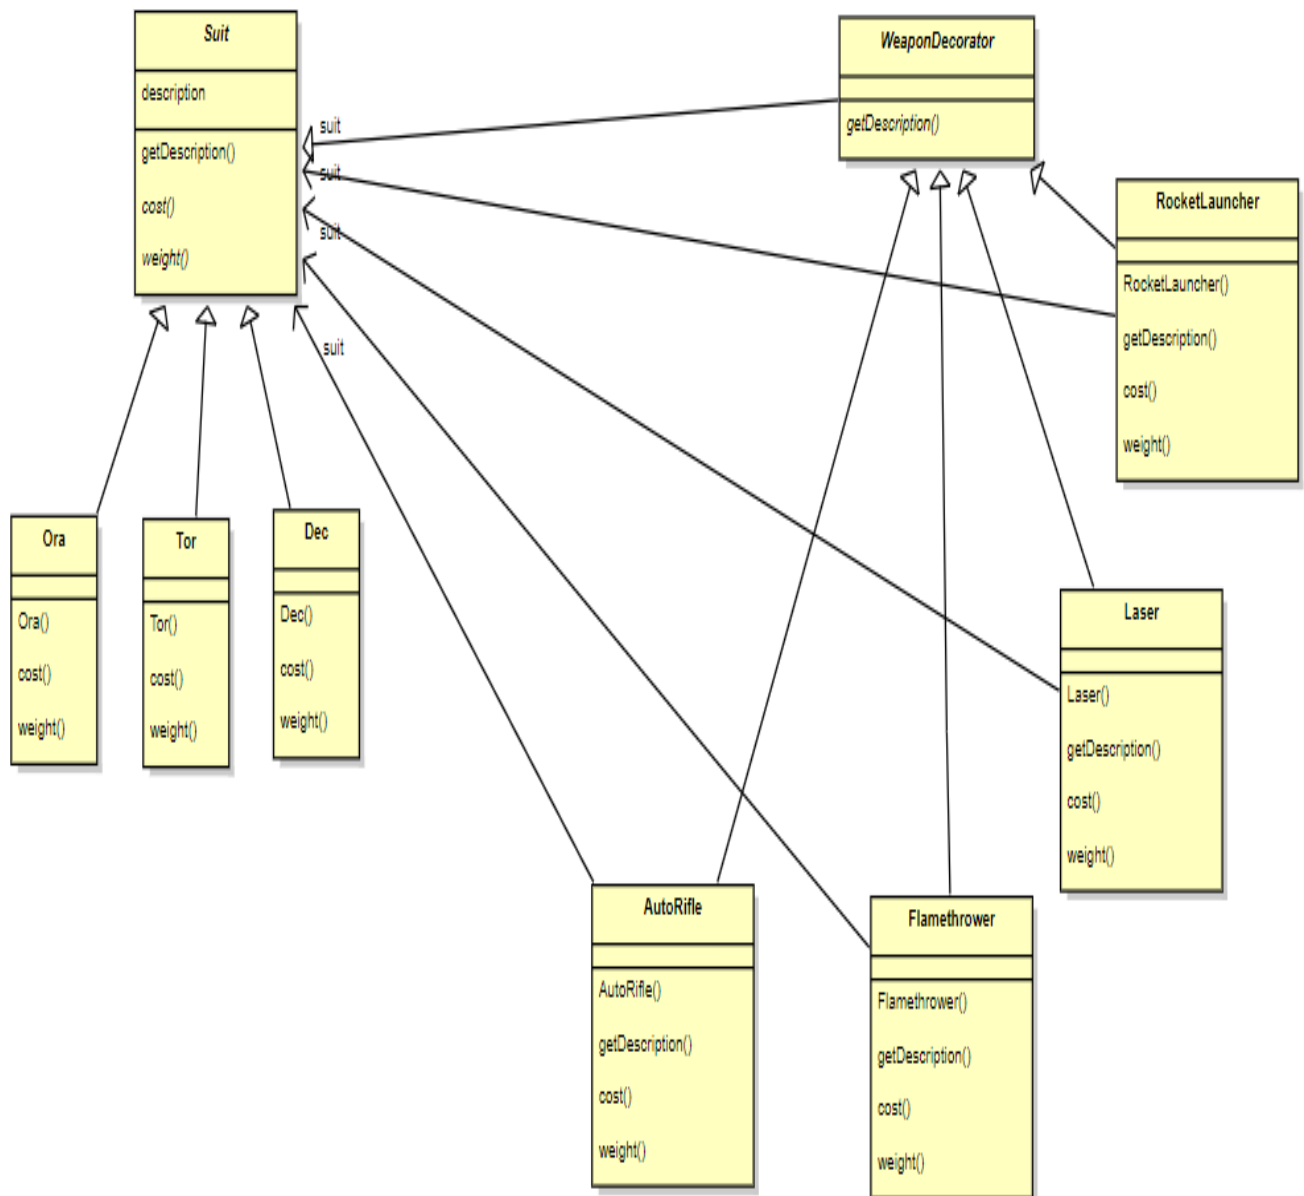 Suit
description
getDescription()
cost()
weight()
WeaponDecorator
getDescription()
suit
suit
suit
suit
RocketLauncher
RocketLauncher()
getDescription()
cost()
weight()
Ora
Ora()
cost()
weight()
Tor
Tor()
cost()
weight()
Dec
Dec()
cost()
weight()
Laser
Laser()
getDescription()
cost()
weight()
AutoRifle
AutoRifle()
getDescription()
cost()
weight()
Flamethrower
Flamethrower()
getDescription()
cost()
weight()